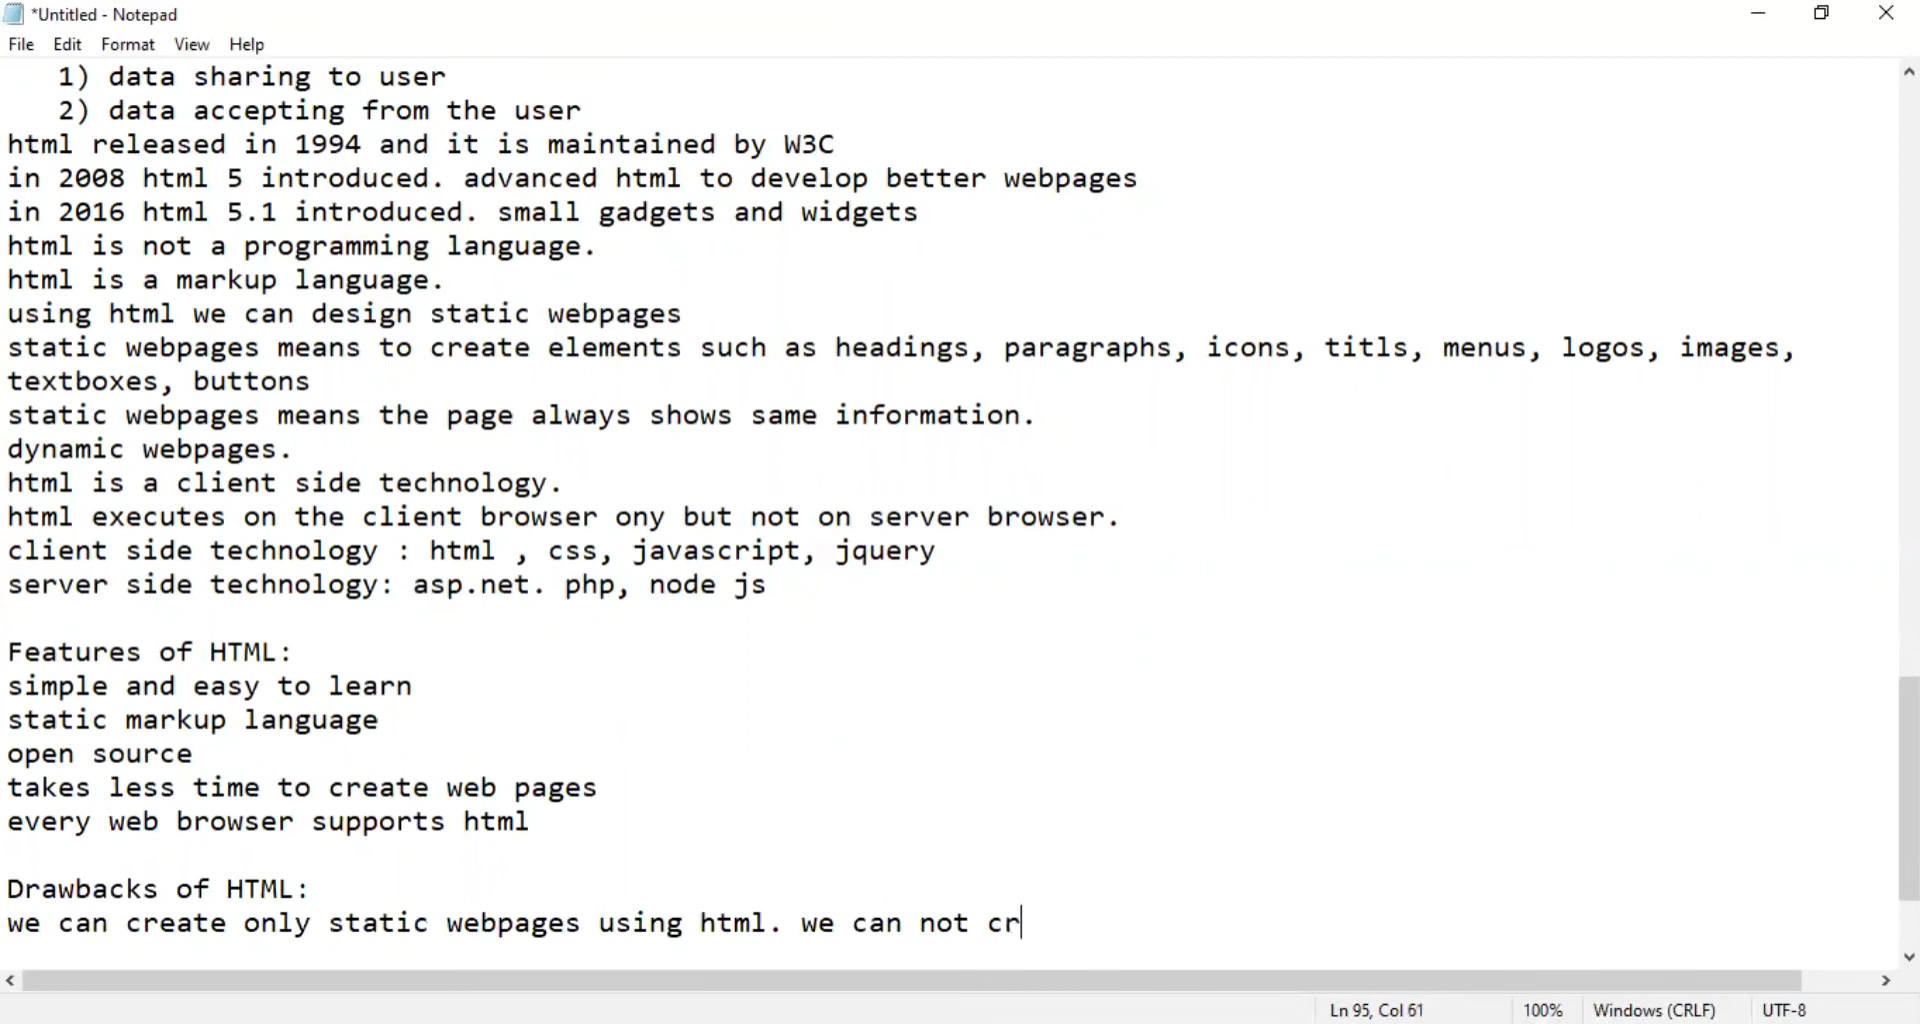 *Untitled - Notepad
File Edit Format View Help
1) data sharing to user
2) data accepting from the user
html released in 1994 and it is maintained by W3C
in 2008 html 5 introduced. advanced html to develop better webpages
in 2016 html 5.1 introduced. small gadgets and widgets
html is not a programming language.
html is a markup language.
using html we can design static webpages
static webpages means to create elements such as headings, paragraphs, icons, titls, menus, logos, images,
textboxes, buttons
static webpages means the page always shows same information.
dynamic webpages.
html is a client side technology.
html executes on the client browser ony but not on server browser.
client side technology : html , css, javascript, jquery
server side technology: asp.net. php, node js
Features of HTML:
simple and easy to learn
static markup language
open source
takes less time to create web pages
every web browser supports html
Drawbacks of HTML:
we can create only static webpages using html. we can not cr
Ln 95, Col 61 100% Windows (CRLF) UTF-8